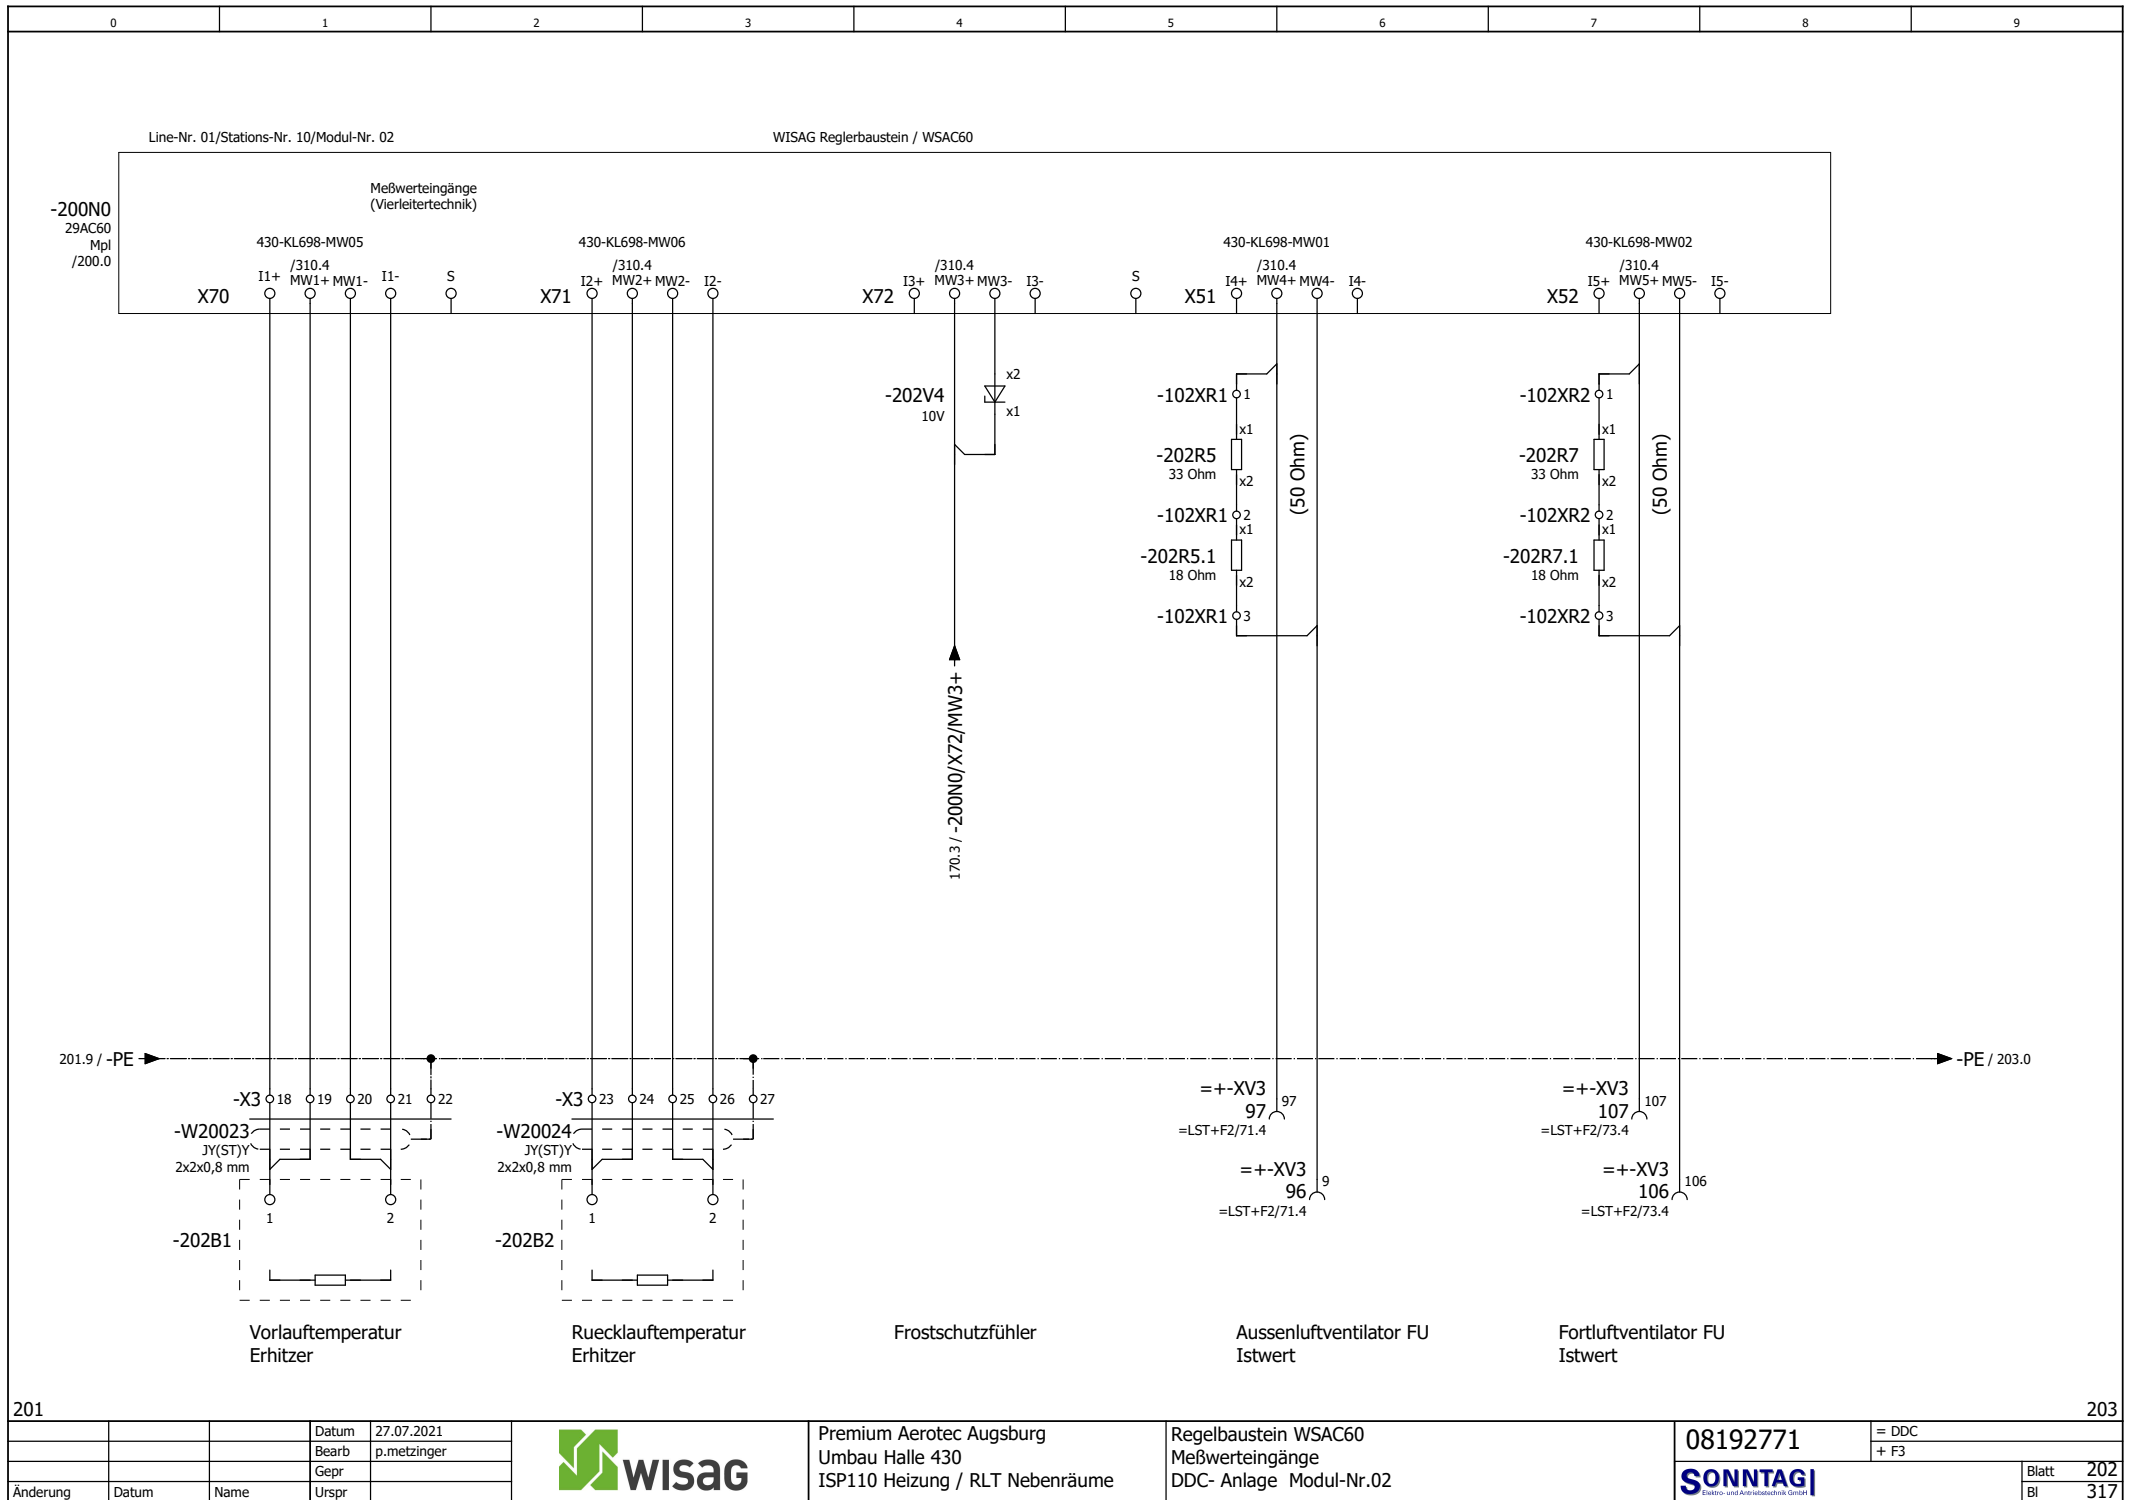 0 1 2 3 4 5 6 7 8 9
Line-Nr. 01/Stations-Nr. 10/Modul-Nr. 02
WISAG Reglerbaustein / WSAC60
-200N0
29AC60
Mpl
/200.0
Meßwerteingänge
(Vierleitertechnik)
430-KL698-MW05
/310.4
X70 I1+ MW1+ MW1- I1- S
430-KL698-MW06
/310.4
X71 I2+ MW2+ MW2- I2-
/310.4
X72 I3+ MW3+ MW3- I3- S
430-KL698-MW01
/310.4
X51 I4+ MW4+ MW4- I4-
430-KL698-MW02
/310.4
X52 I5+ MW5+ MW5- I5-
-202V4
10V
x2
x1
170.3 / -200N0/X72/MW3+
-102XR1 1
x1
-202R5
33 Ohm
x2
-102XR1 2
x1
-202R5.1
18 Ohm
x2
-102XR1 3
(50 Ohm)
-102XR2 1
x1
-202R7
33 Ohm
x2
-102XR2 2
x1
-202R7.1
18 Ohm
x2
-102XR2 3
(50 Ohm)
201.9 / -PE
-PE / 203.0
-X3 18 19 20 21 22
-W20023
JY(ST)Y
2x2x0,8 mm
1 2
-202B1
-X3 23 24 25 26 27
-W20024
JY(ST)Y
2x2x0,8 mm
1 2
-202B2
=+-XV3
97 97
=LST+F2/71.4
=+-XV3
96 9
=LST+F2/71.4
=+-XV3
107 107
=LST+F2/73.4
=+-XV3
106 106
=LST+F2/73.4
Vorlauftemperatur
Erhitzer
Ruecklauftemperatur
Erhitzer
Frostschutzfühler
Aussenluftventilator FU
Istwert
Fortluftventilator FU
Istwert
201
203
Datum 27.07.2021
Bearb p.metzinger
Gepr
Änderung Datum Name Urspr
WISAG
Premium Aerotec Augsburg
Umbau Halle 430
ISP110 Heizung / RLT Nebenräume
Regelbaustein WSAC60
Meßwerteingänge
DDC- Anlage Modul-Nr.02
08192771
SONNTAG
Elektro- und Antriebstechnik GmbH
= DDC
+ F3
Blatt 202
Bl 317